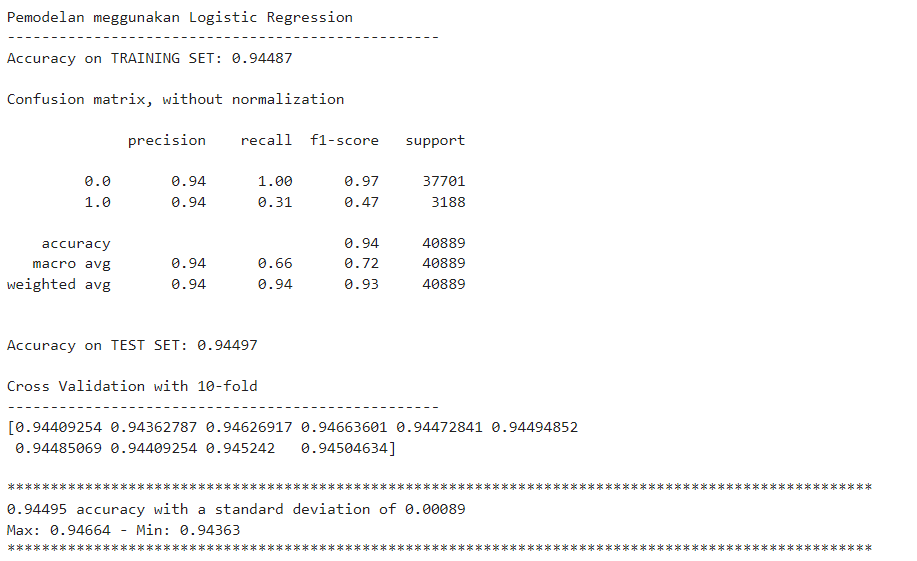 Pemodelan meggunakan Logistic Regression
--------------------------------------------------
Accuracy on TRAINING SET: 0.94487
Confusion matrix, without normalization
precision recall f1-score support
0.0 0.94 1.00 0.97 37701
1.0 0.94 0.31 0.47 3188
accuracy 0.94 40889
macro avg 0.94 0.66 0.72 40889
weighted avg 0.94 0.94 0.93 40889
Accuracy on TEST SET: 0.94497
Cross Validation with 10-fold
--------------------------------------------------
[0.94409254 0.94362787 0.94626917 0.94663601 0.94472841 0.94494852
0.94485069 0.94409254 0.945242 0.94504634]
****************************************************************************************************
0.94495 accuracy with a standard deviation of 0.00089
Max: 0.94664 - Min: 0.94363
****************************************************************************************************